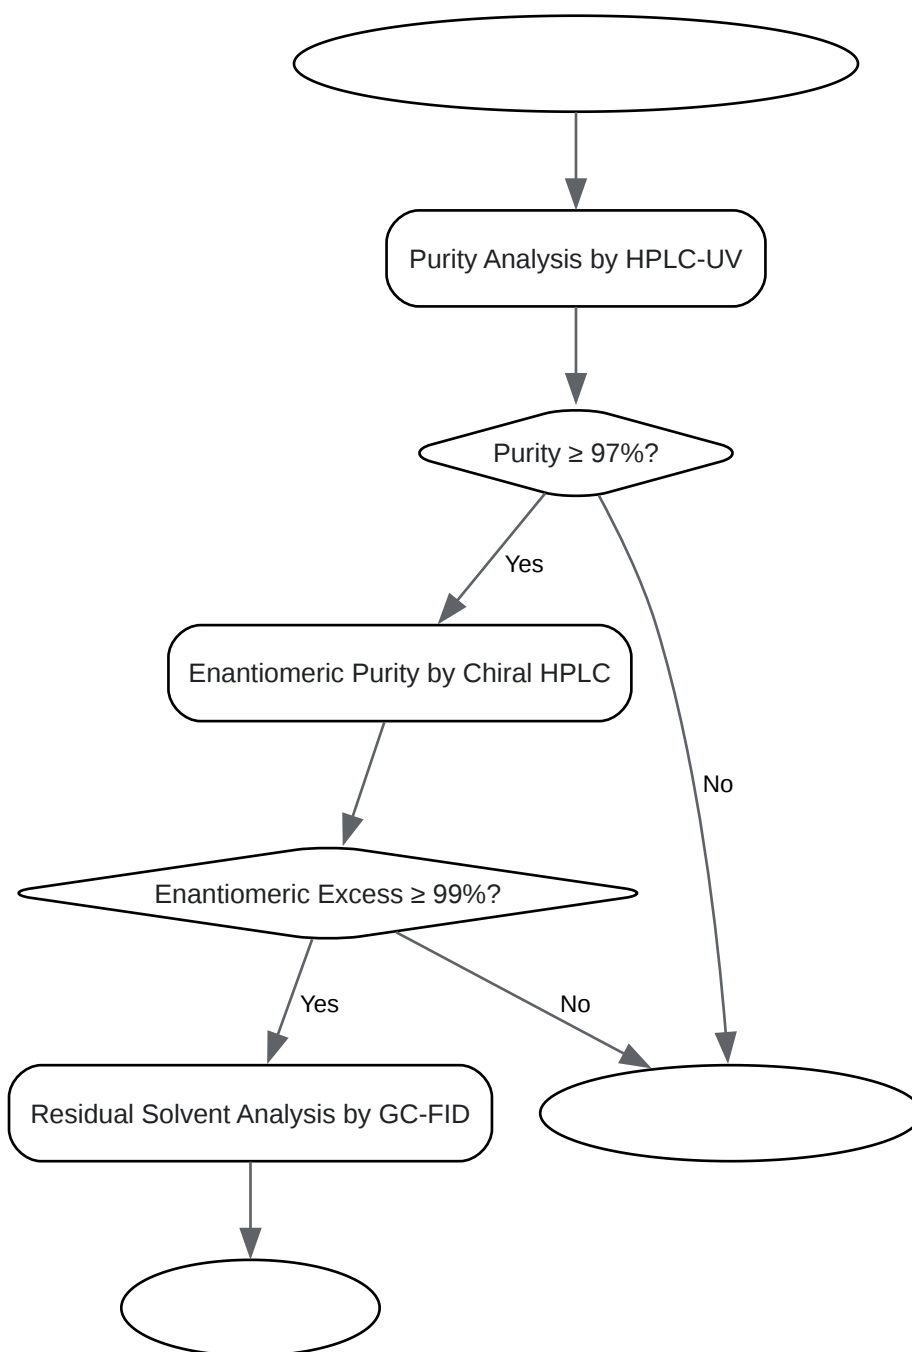 Purity Analysis by HPLC-UV
Purity ≥ 97%?
Yes
Enantiomeric Purity by Chiral HPLC
No
Enantiomeric Excess ≥ 99%?
Yes
No
Residual Solvent Analysis by GC-FID